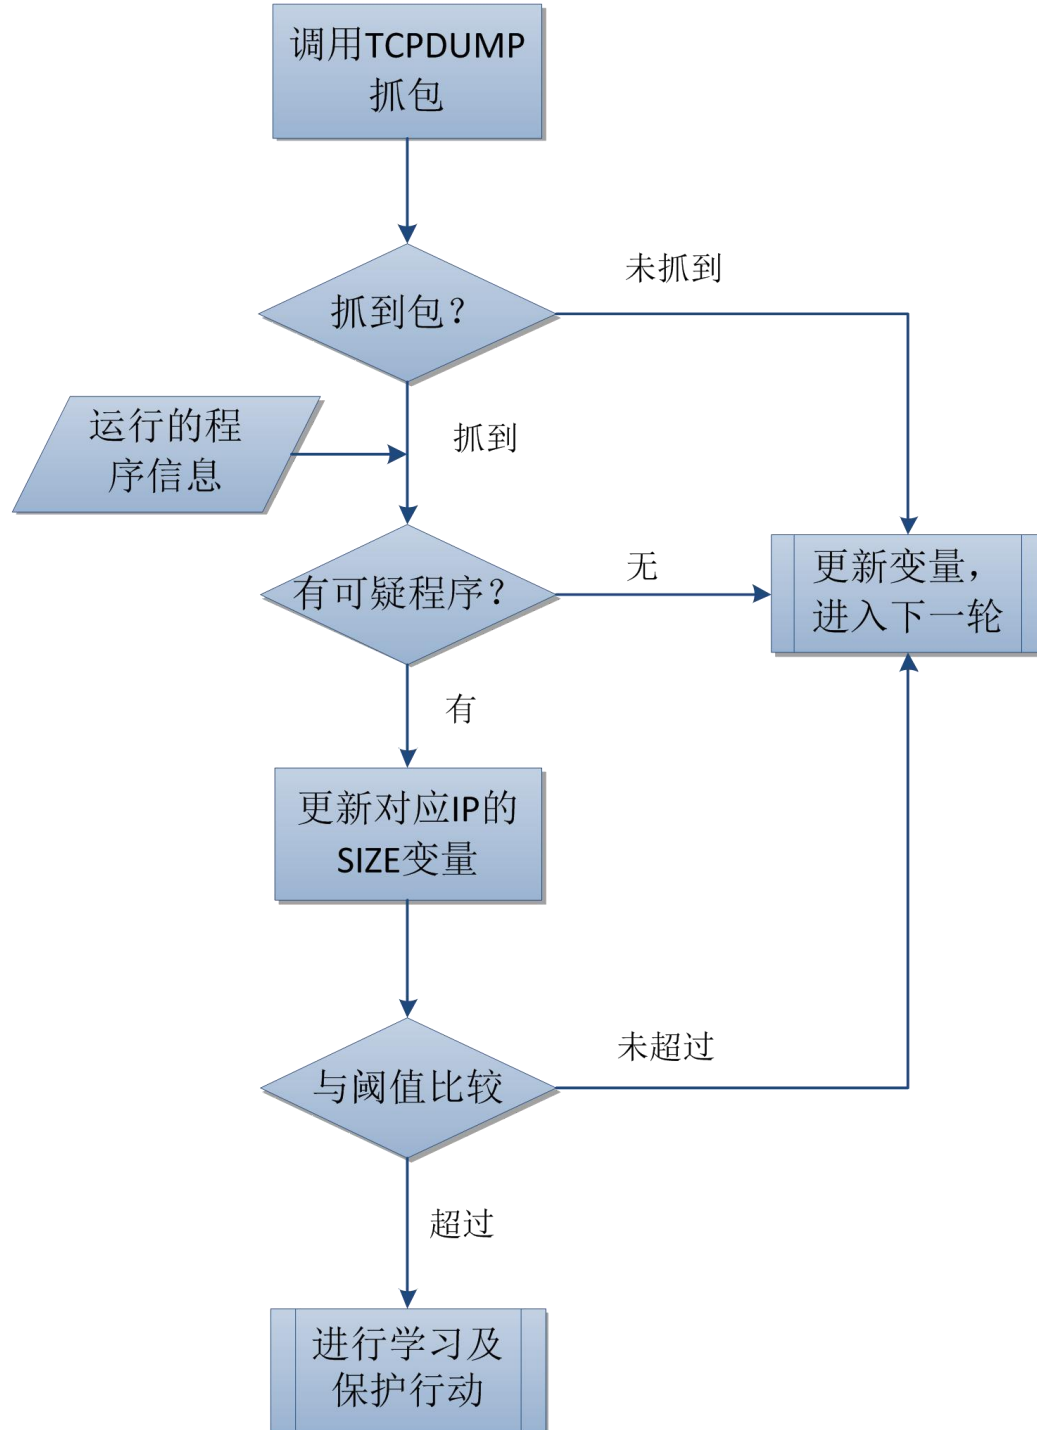 调用TCPDUMP
抓包
未抓到
抓到包？
运行的程
序信息
抓到
有可疑程序？
无
更新变量，
进入下一轮
有
更新对应IP的
SIZE变量
未超过
与阈值比较
超过
进行学习及
保护行动